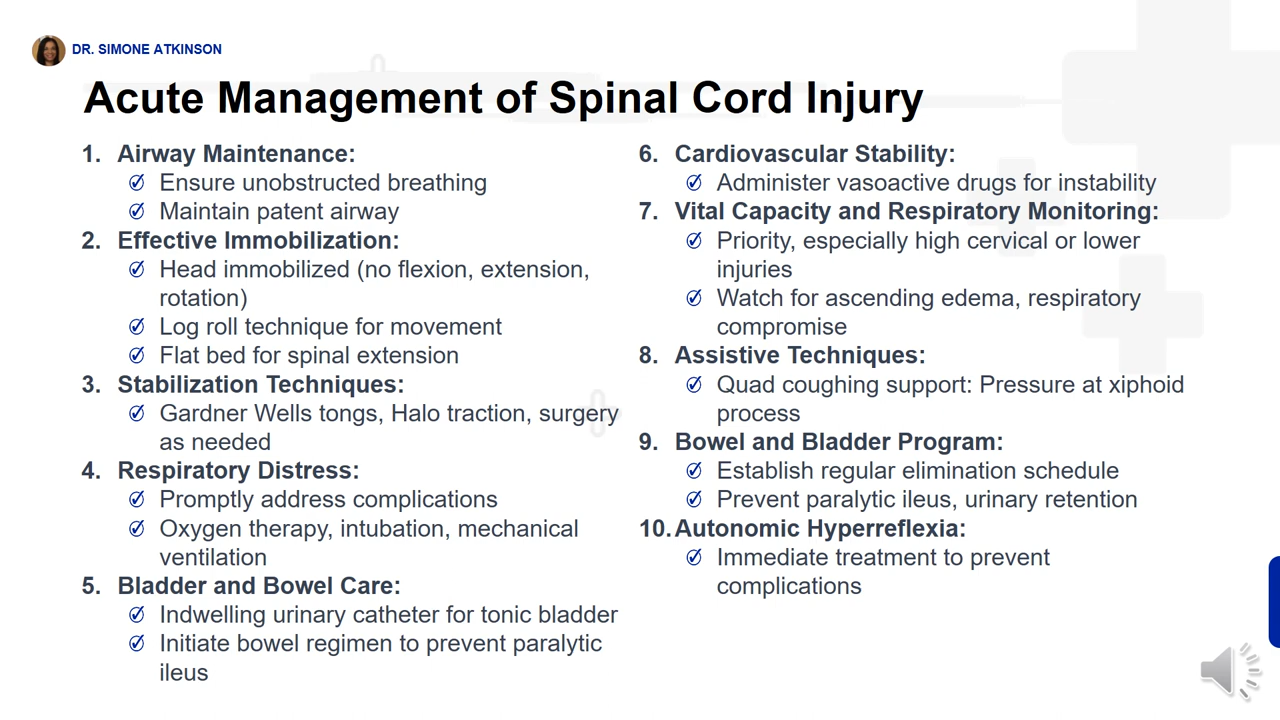 DR. SIMONE ATKINSON
Acute Management of Spinal Cord Injury
1. Airway Maintenance:
Ensure unobstructed breathing
Maintain patent airway
2. Effective Immobilization:
Head immobilized (no flexion, extension,
rotation)
Log roll technique for movement
Flat bed for spinal extension
3. Stabilization Techniques:
Gardner Wells tongs, Halo traction, surgery
as needed
4. Respiratory Distress:
Promptly address complications
Oxygen therapy, intubation, mechanical
ventilation
5. Bladder and Bowel Care:
Indwelling urinary catheter for tonic bladder
Initiate bowel regimen to prevent paralytic
ileus
6. Cardiovascular Stability:
Administer vasoactive drugs for instability
7. Vital Capacity and Respiratory Monitoring:
Priority, especially high cervical or lower
injuries
Watch for ascending edema, respiratory
compromise
8. Assistive Techniques:
Quad coughing support: Pressure at xiphoid
process
9. Bowel and Bladder Program:
Establish regular elimination schedule
Prevent paralytic ileus, urinary retention
10. Autonomic Hyperreflexia:
Immediate treatment to prevent
complications